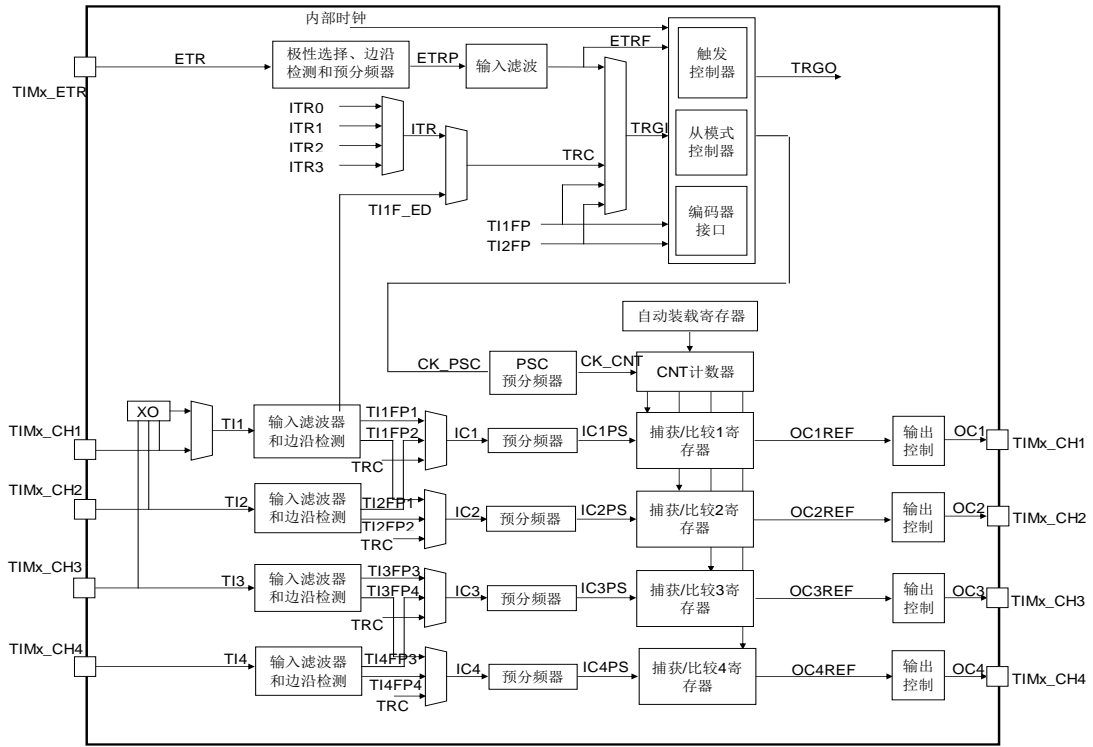 内部时钟
TIMx_ETR
ETR
极性选择、边沿
检测和预分频器
ETRP
输入滤波
ETRF
触发
控制器
TRGO
ITR0
ITR1
ITR2
ITR3
ITR
TRC
TRGI
从模式
控制器
TI1F_ED
TI1FP
TI2FP
编码器
接口
自动装载寄存器
CK_PSC
PSC
预分频器
CK_CNT
CNT计数器
TIMx_CH1
XO
TI1
输入滤波器
和边沿检测
TI1FP1
TI1FP2
TRC
IC1
预分频器
IC1PS
捕获/比较1寄
存器
OC1REF
输出
控制
OC1
TIMx_CH1
TIMx_CH2
TI2
输入滤波器
和边沿检测
TI2FP1
TI2FP2
TRC
IC2
预分频器
IC2PS
捕获/比较2寄
存器
OC2REF
输出
控制
OC2
TIMx_CH2
TIMx_CH3
TI3
输入滤波器
和边沿检测
TI3FP3
TI3FP4
TRC
IC3
预分频器
IC3PS
捕获/比较3寄
存器
OC3REF
输出
控制
OC3
TIMx_CH3
TIMx_CH4
TI4
输入滤波器
和边沿检测
TI4FP3
TI4FP4
TRC
IC4
预分频器
IC4PS
捕获/比较4寄
存器
OC4REF
输出
控制
OC4
TIMx_CH4